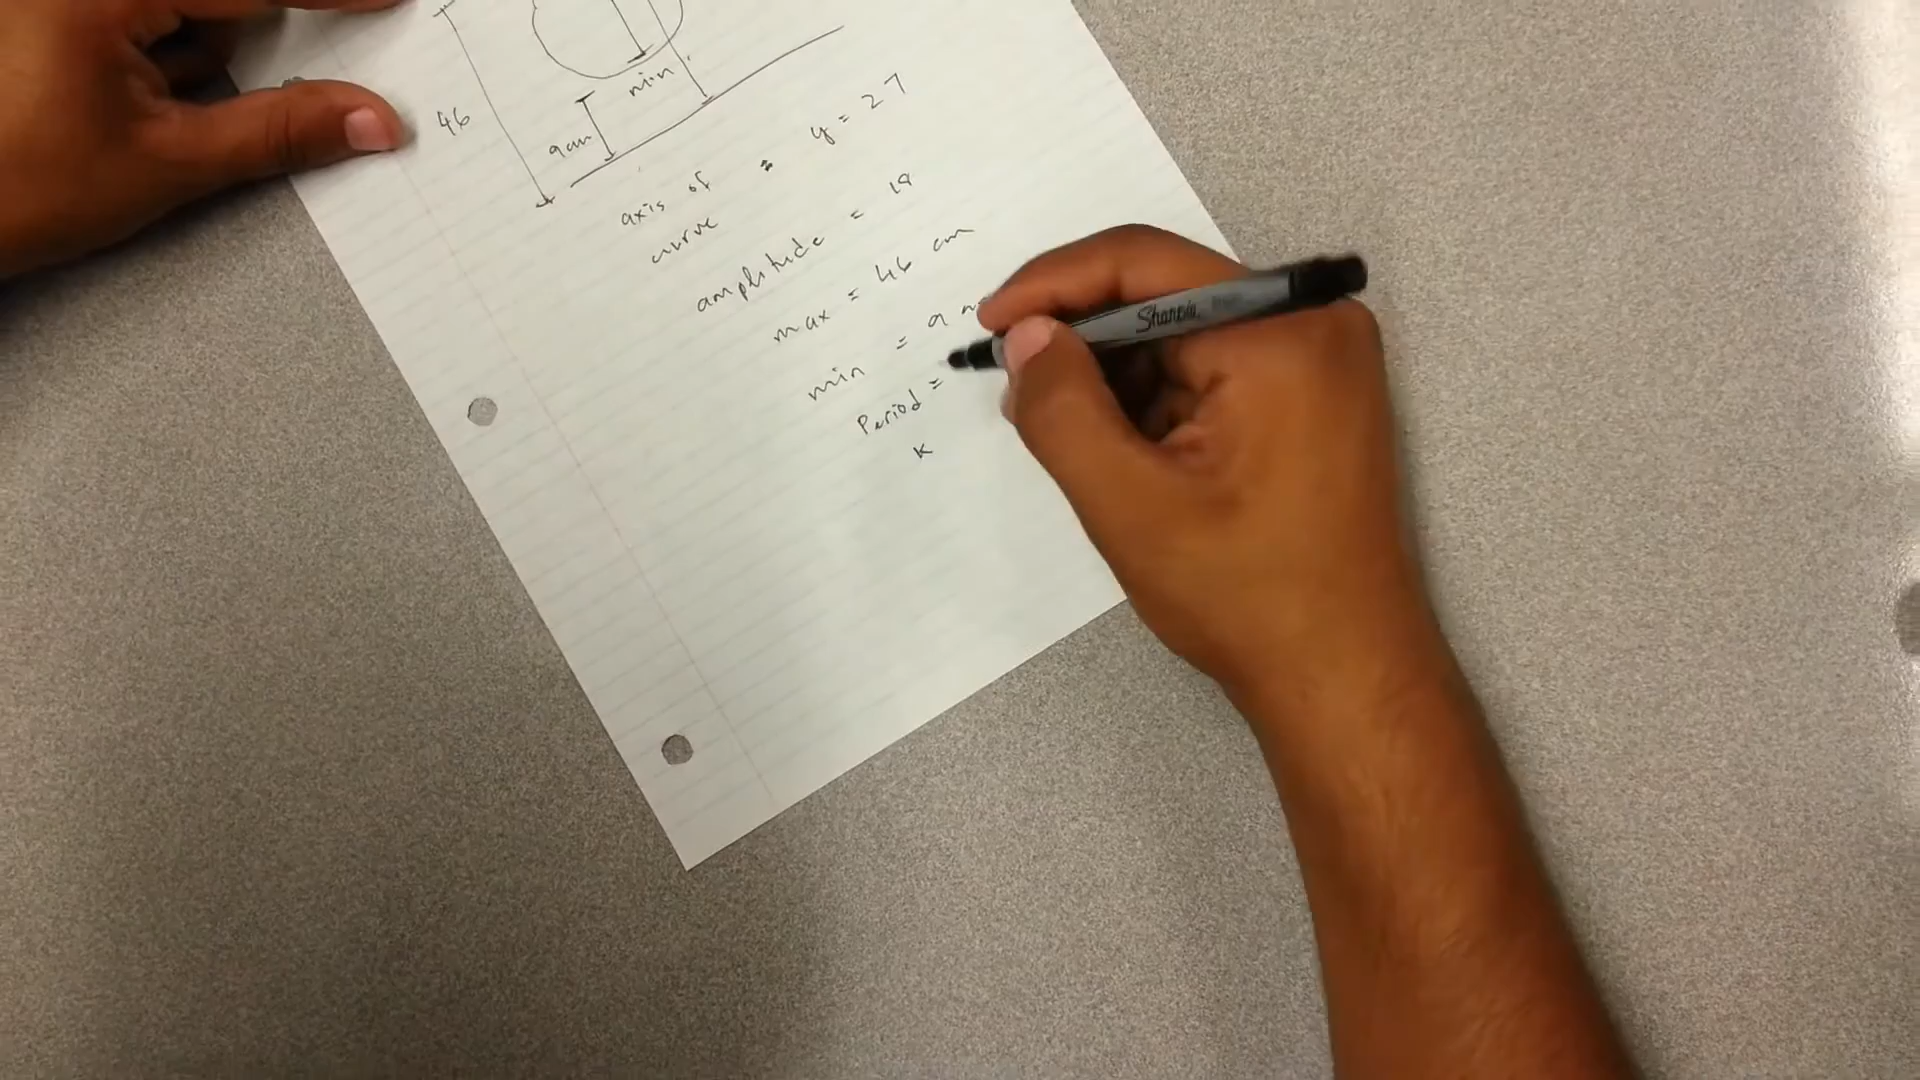 46
min
9cm
axis of = y = 27
curve
amplitude = 19
max = 46 cm
min = 9
Period =
K
Sharpie